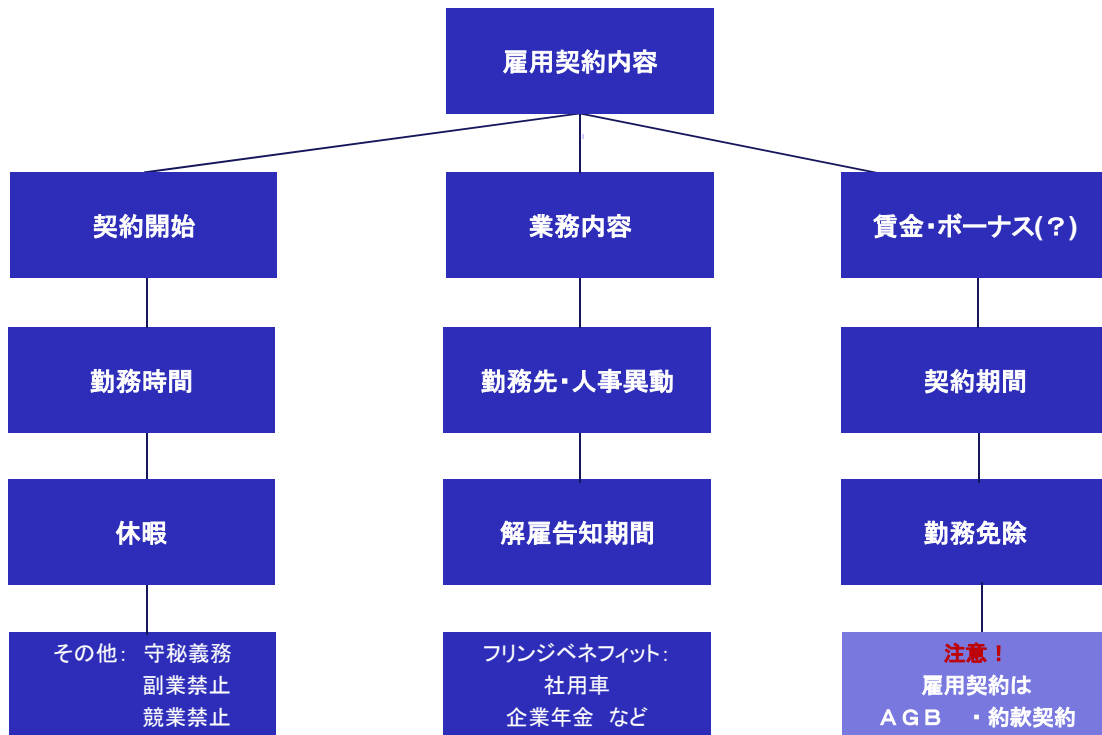 雇用契約内容
契約開始
業務内容
賃金・ボーナス(？)
勤務時間
勤務先・人事異動
契約期間
休暇
解雇告知期間
勤務免除
その他： 守秘義務
副業禁止
競業禁止
フリンジベネフィット：
社用車
企業年金 など
注意！
雇用契約は
ＡＧＢ ・約款契約